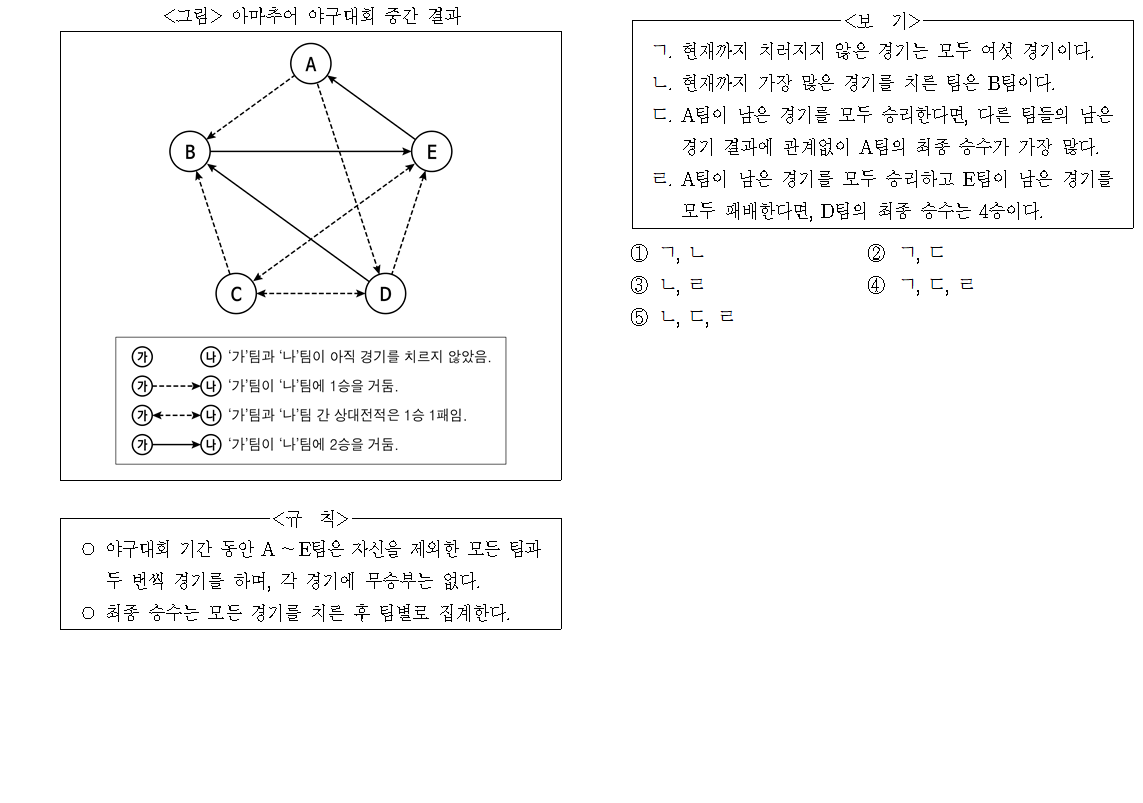 <그림> 아마추어 야구대회 중간 결과
A
B
E
C
D
가 나 ‘가’팀과 ‘나’팀이 아직 경기를 치르지 않았음.
가 나 ‘가’팀이 ‘나’팀에 1승을 거둠.
가 나 ‘가’팀과 ‘나’팀 간 상대전적은 1승 1패임.
가 나 ‘가’팀이 ‘나’팀에 2승을 거둠.
<규 칙>
○ 야구대회 기간 동안 A ~ E팀은 자신을 제외한 모든 팀과
두 번씩 경기를 하며, 각 경기에 무승부는 없다.
○ 최종 승수는 모든 경기를 치른 후 팀별로 집계한다.
<보 기>
ㄱ. 현재까지 치러지지 않은 경기는 모두 여섯 경기이다.
ㄴ. 현재까지 가장 많은 경기를 치른 팀은 B팀이다.
ㄷ. A팀이 남은 경기를 모두 승리한다면, 다른 팀들의 남은
경기 결과에 관계없이 A팀의 최종 승수가 가장 많다.
ㄹ. A팀이 남은 경기를 모두 승리하고 E팀이 남은 경기를
모두 패배한다면, D팀의 최종 승수는 4승이다.
① ㄱ, ㄴ ② ㄱ, ㄷ
③ ㄴ, ㄹ ④ ㄱ, ㄷ, ㄹ
⑤ ㄴ, ㄷ, ㄹ